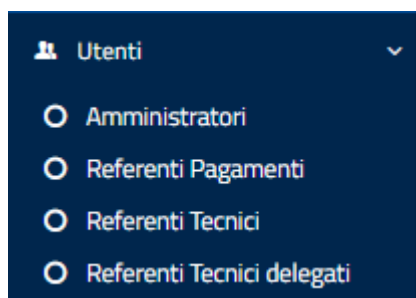 Utenti
Amministratori
Referenti Pagamenti
Referenti Tecnici
Referenti Tecnici delegati